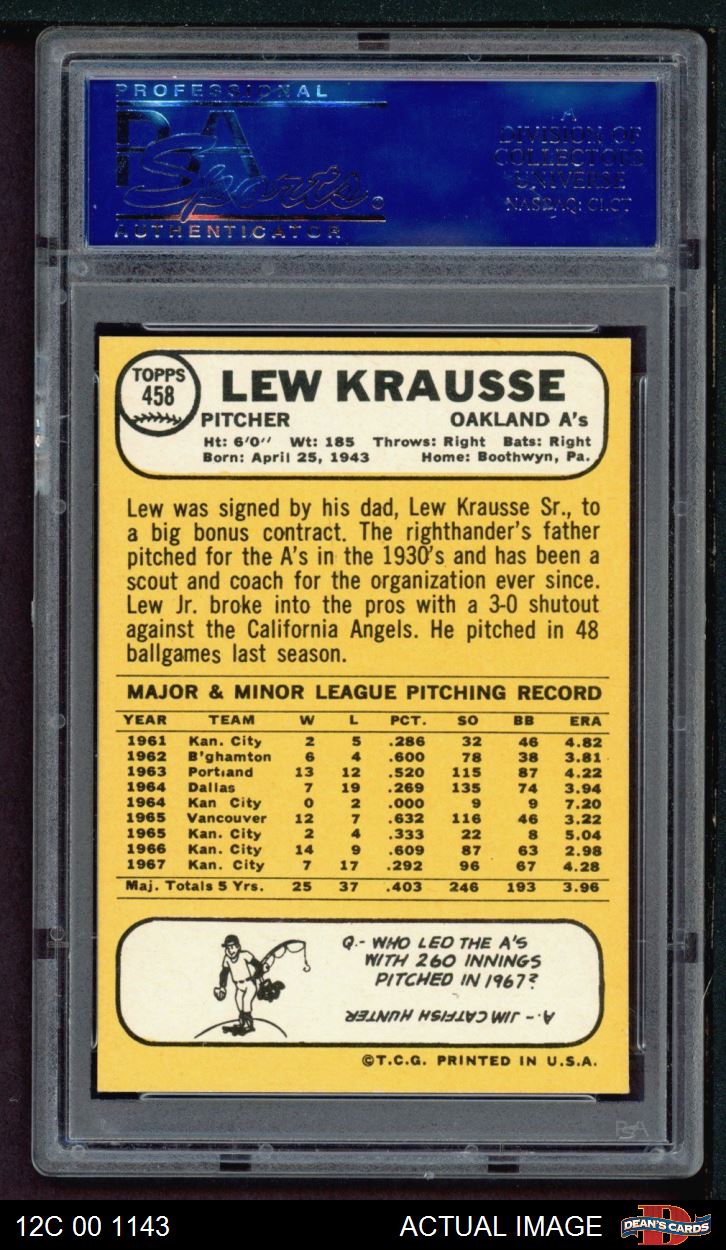 PROFESSIONAL
PSA
Sports
AUTHENTICATOR
A
DIVISION OF
COLLECTORS
UNIVERSE
NASDAQ: CLCT
TOPPS
458
LEW KRAUSSE
PITCHER OAKLAND A's
Ht: 6'0'' Wt: 185 Throws: Right Bats: Right
Born: April 25, 1943 Home: Boothwyn, Pa.
Lew was signed by his dad, Lew Krausse Sr., to
a big bonus contract. The righthander's father
pitched for the A's in the 1930's and has been a
scout and coach for the organization ever since.
Lew Jr. broke into the pros with a 3-0 shutout
against the California Angels. He pitched in 48
ballgames last season.
MAJOR & MINOR LEAGUE PITCHING RECORD
YEAR TEAM W L PCT. SO BB ERA
1961 Kan. City 2 5 .286 32 46 4.82
1962 B'ghamton 6 4 .600 78 38 3.81
1963 Portland 13 12 .520 115 87 4.22
1964 Dallas 7 19 .269 135 74 3.94
1964 Kan City 0 2 .000 9 9 7.20
1965 Vancouver 12 7 .632 116 46 3.22
1965 Kan. City 2 4 .333 22 8 5.04
1966 Kan. City 14 9 .609 87 63 2.98
1967 Kan. City 7 17 .292 96 67 4.28
Maj. Totals 5 Yrs. 25 37 .403 246 193 3.96
Q.- WHO LED THE A'S
WITH 260 INNINGS
PITCHED IN 1967?
A.- JIM CATFISH HUNTER
©T.C.G. PRINTED IN U.S.A.
PSA
12C 00 1143 ACTUAL IMAGE
D
DEAN'S CARDS